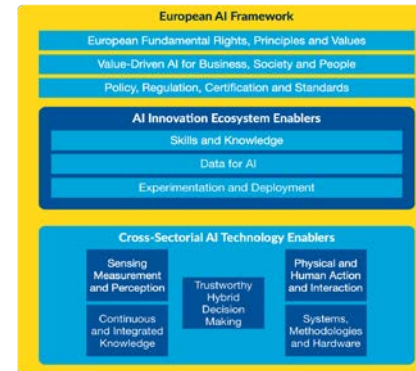 European AI Framework
European Fundamental Rights, Principles and Values
Value-Driven AI for Business, Society and People
Policy, Regulation, Certification and Standards
AI Innovation Ecosystem Enablers
Skills and Knowledge
Data for AI
Experimentation and Deployment
Cross-Sectorial AI Technology Enablers
Sensing
Measurement
and Perception
Continuous
and Integrated
Knowledge
Trustworthy
Hybrid
Decision
Making
Physical and
Human Action
and Interaction
Systems,
Methodologies
and Hardware